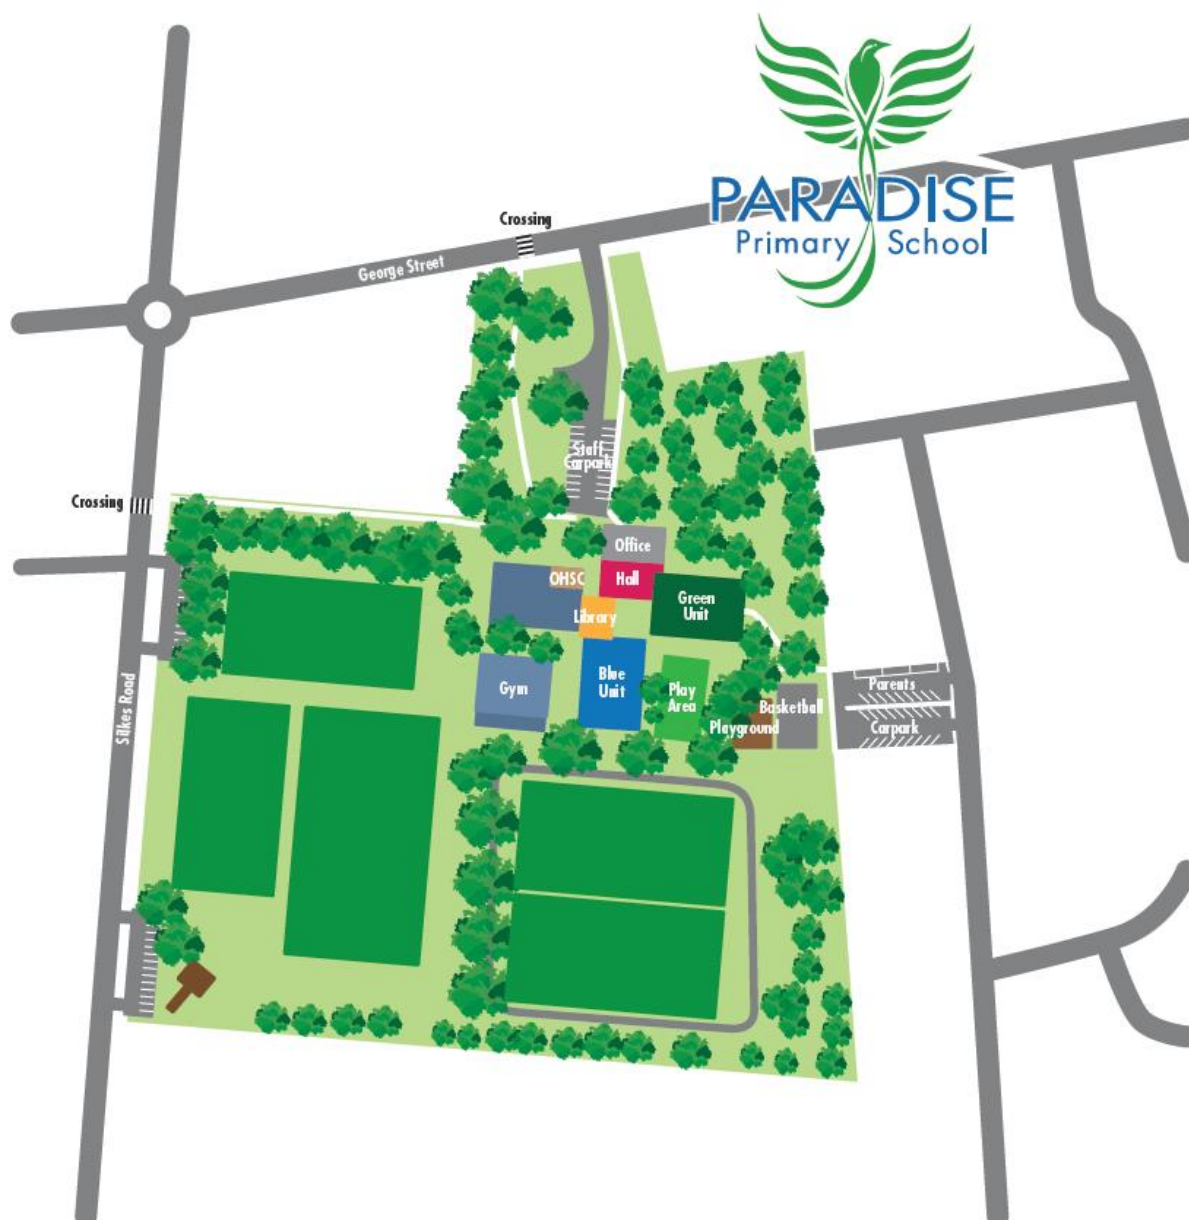 PARADISE
Primary School
Crossing
George Street
Staff
Carpark
Crossing
Office
OHSC
Hall
Library
Green
Unit
Gym
Blue
Unit
Play
Area
Parents
Basketball
Playground
Carpark
Silkes Road